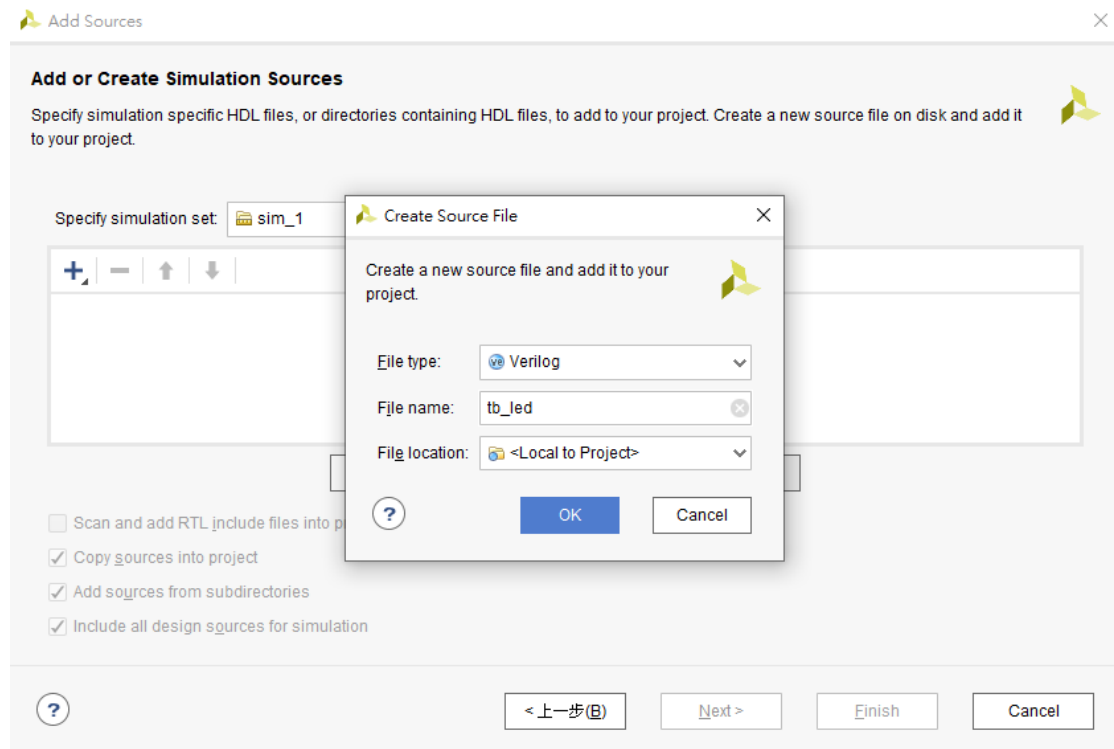 Add Sources
Add or Create Simulation Sources
Specify simulation specific HDL files, or directories containing HDL files, to add to your project. Create a new source file on disk and add it
to your project.
Specify simulation set:
sim_1
Create Source File
Create a new source file and add it to your
project.
File type:
ve Verilog
File name:
tb_led
File location:
<Local to Project>
?
OK
Cancel
Scan and add RTL include files into p
Copy sources into project
Add sources from subdirectories
Include all design sources for simulation
?
<上一步(B)
Next >
Finish
Cancel